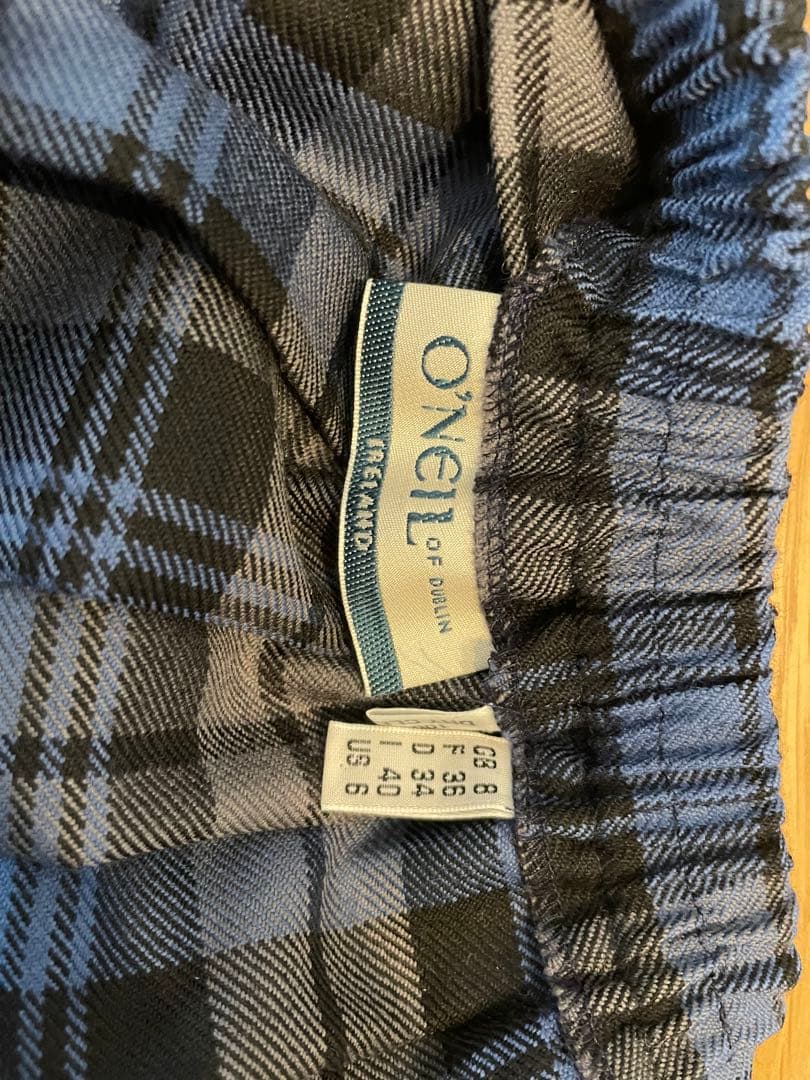 O'NEIL
OF DUBLIN
IRELAND
GB 8
F 36
D 34
I 40
US 6